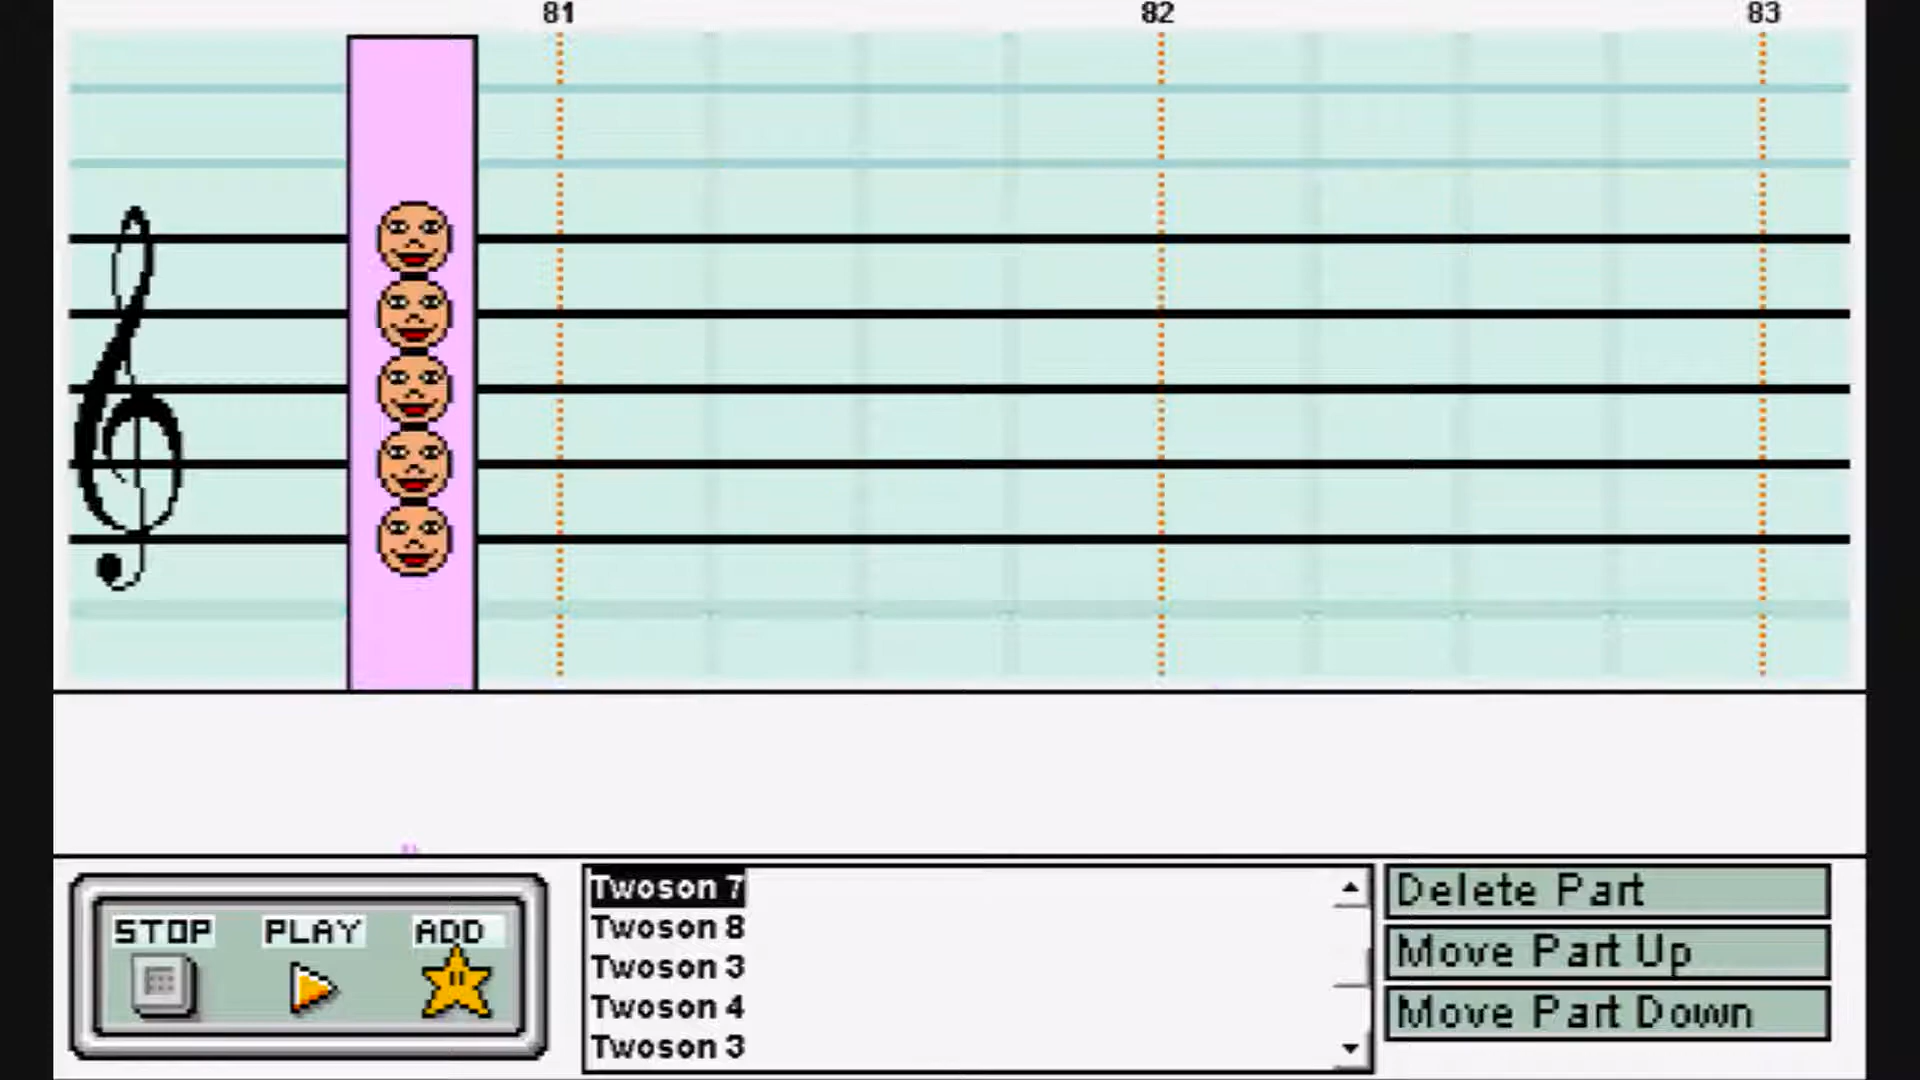 81 82 83
STOP PLAY ADD
Twoson 7
Twoson 8
Twoson 3
Twoson 4
Twoson 3
Delete Part
Move Part Up
Move Part Down